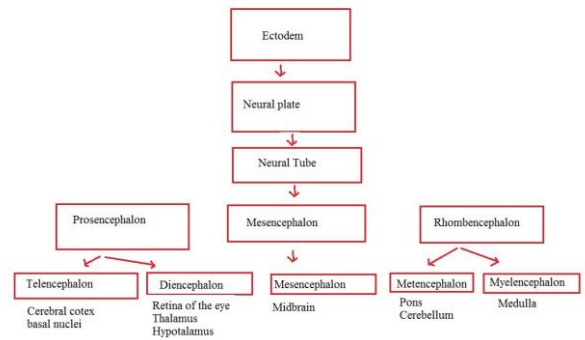 Ectodem
Neural plate
Neural Tube
Prosencephalon
Mesencephalon
Rhombencephalon
Telencephalon
Diencephalon
Mesencephalon
Metencephalon
Myelencephalon
Cerebral cotex
basal nuclei
Retina of the eye
Thalamus
Hypotalamus
Midbrain
Pons
Cerebellum
Medulla